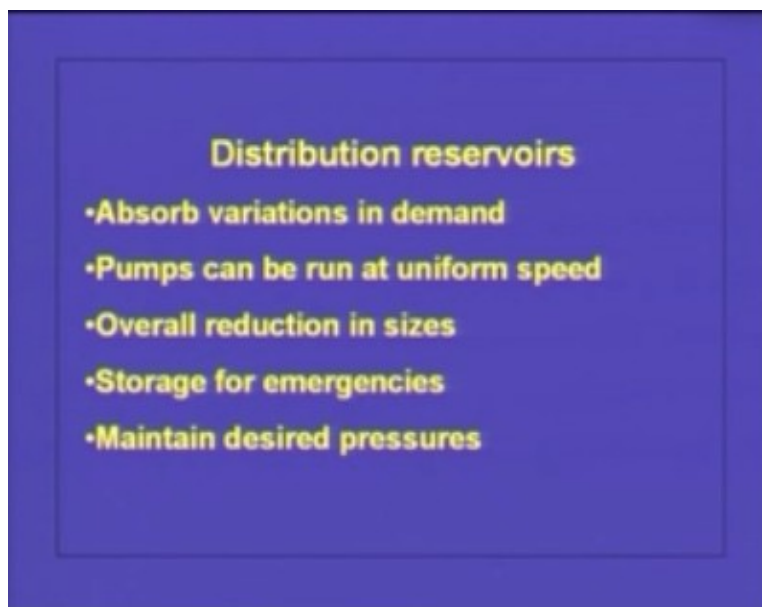 Distribution reservoirs
•Absorb variations in demand
•Pumps can be run at uniform speed
•Overall reduction in sizes
•Storage for emergencies
•Maintain desired pressures